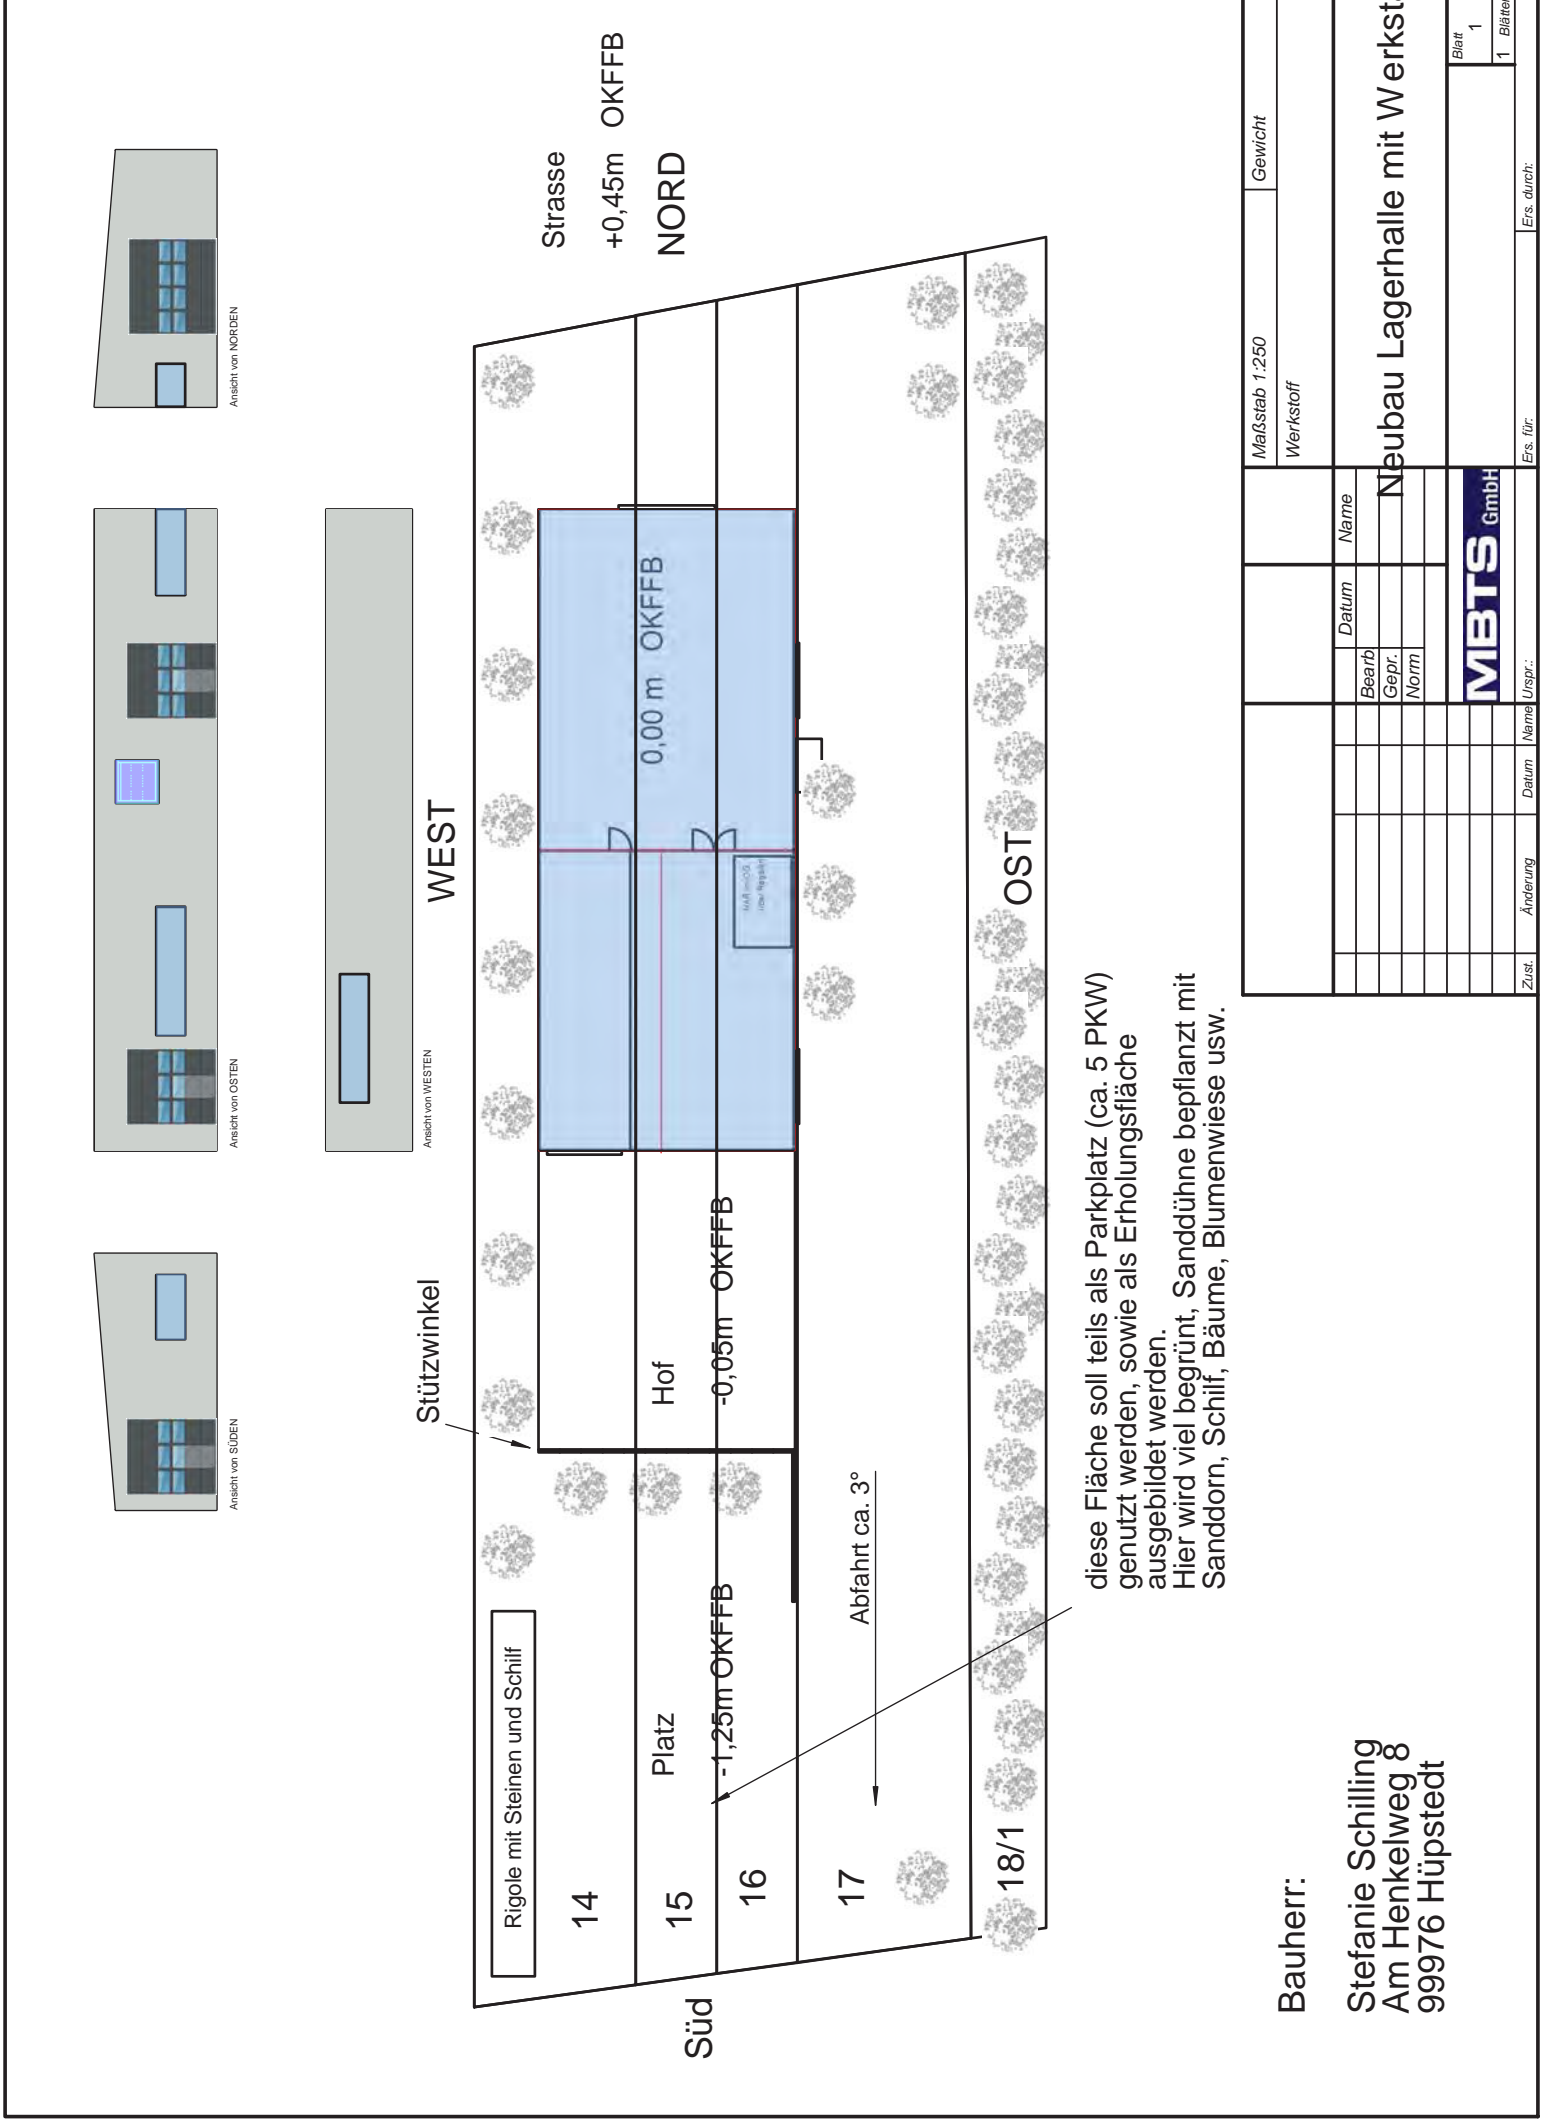 Ansicht von SÜDEN
Ansicht von OSTEN
Ansicht von NORDEN
Ansicht von WESTEN
Stützwinkel
WEST
Strasse
+0,45m OKFFB
NORD
Rigole mit Steinen und Schilf
14
15
16
17
18/1
Süd
Platz
-1,25m OKFFB
Hof
-0,05m OKFFB
0,00 m OKFFB
Abfahrt ca. 3°
OST
diese Fläche soll teils als Parkplatz (ca. 5 PKW)
genutzt werden, sowie als Erholungsfläche
ausgebildet werden.
Hier wird viel begrünt, Sanddühne bepflanzt mit
Sanddorn, Schilf, Bäume, Blumenwiese usw.
Bauherr:
Stefanie Schilling
Am Henkelweg 8
99976 Hüpstedt
Maßstab 1:250
Gewicht
Werkstoff
Datum
Name
Bearb
Gepr.
Norm
Neubau Lagerhalle mit Werkst
MBTS GmbH
Blatt
1
1 Blätter
Zust.
Änderung
Datum
Name
Urspr.:
Ers. für:
Ers. durch: